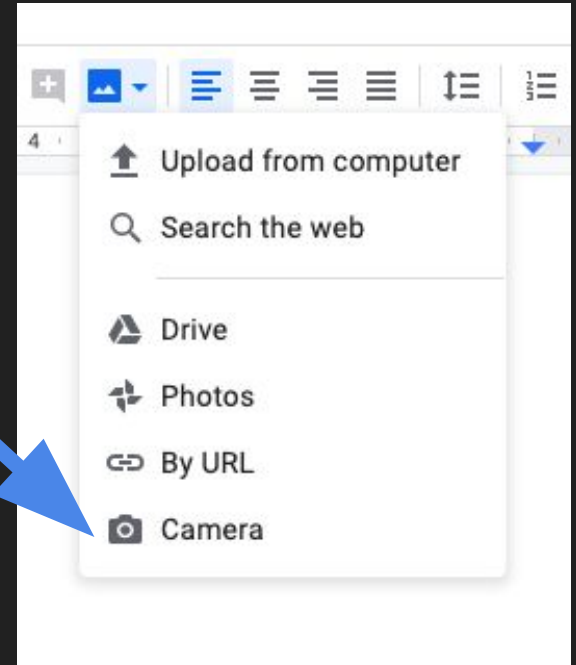 4
Upload from computer
Search the web
Drive
Photos
By URL
Camera